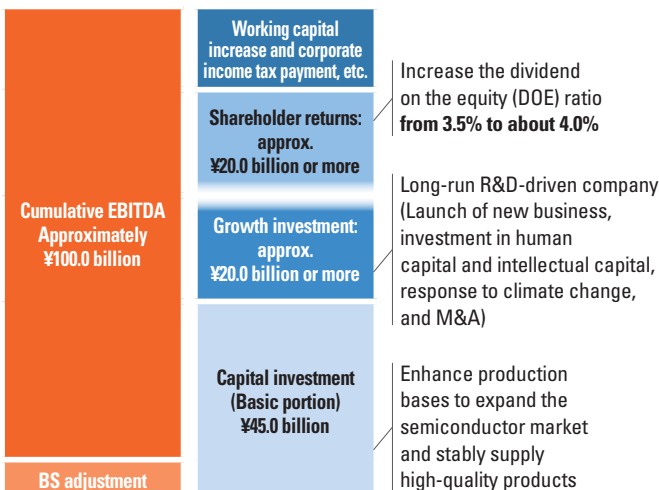 Cumulative EBITDA
Approximately
¥100.0 billion
BS adjustment
Working capital
increase and corporate
income tax payment, etc.
Shareholder returns:
approx.
¥20.0 billion or more
Growth investment:
approx.
¥20.0 billion or more
Capital investment
(Basic portion)
¥45.0 billion
Increase the dividend
on the equity (DOE) ratio
from 3.5% to about 4.0%
Long-run R&D-driven company
(Launch of new business,
investment in human
capital and intellectual capital,
response to climate change,
and M&A)
Enhance production
bases to expand the
semiconductor market
and stably supply
high-quality products